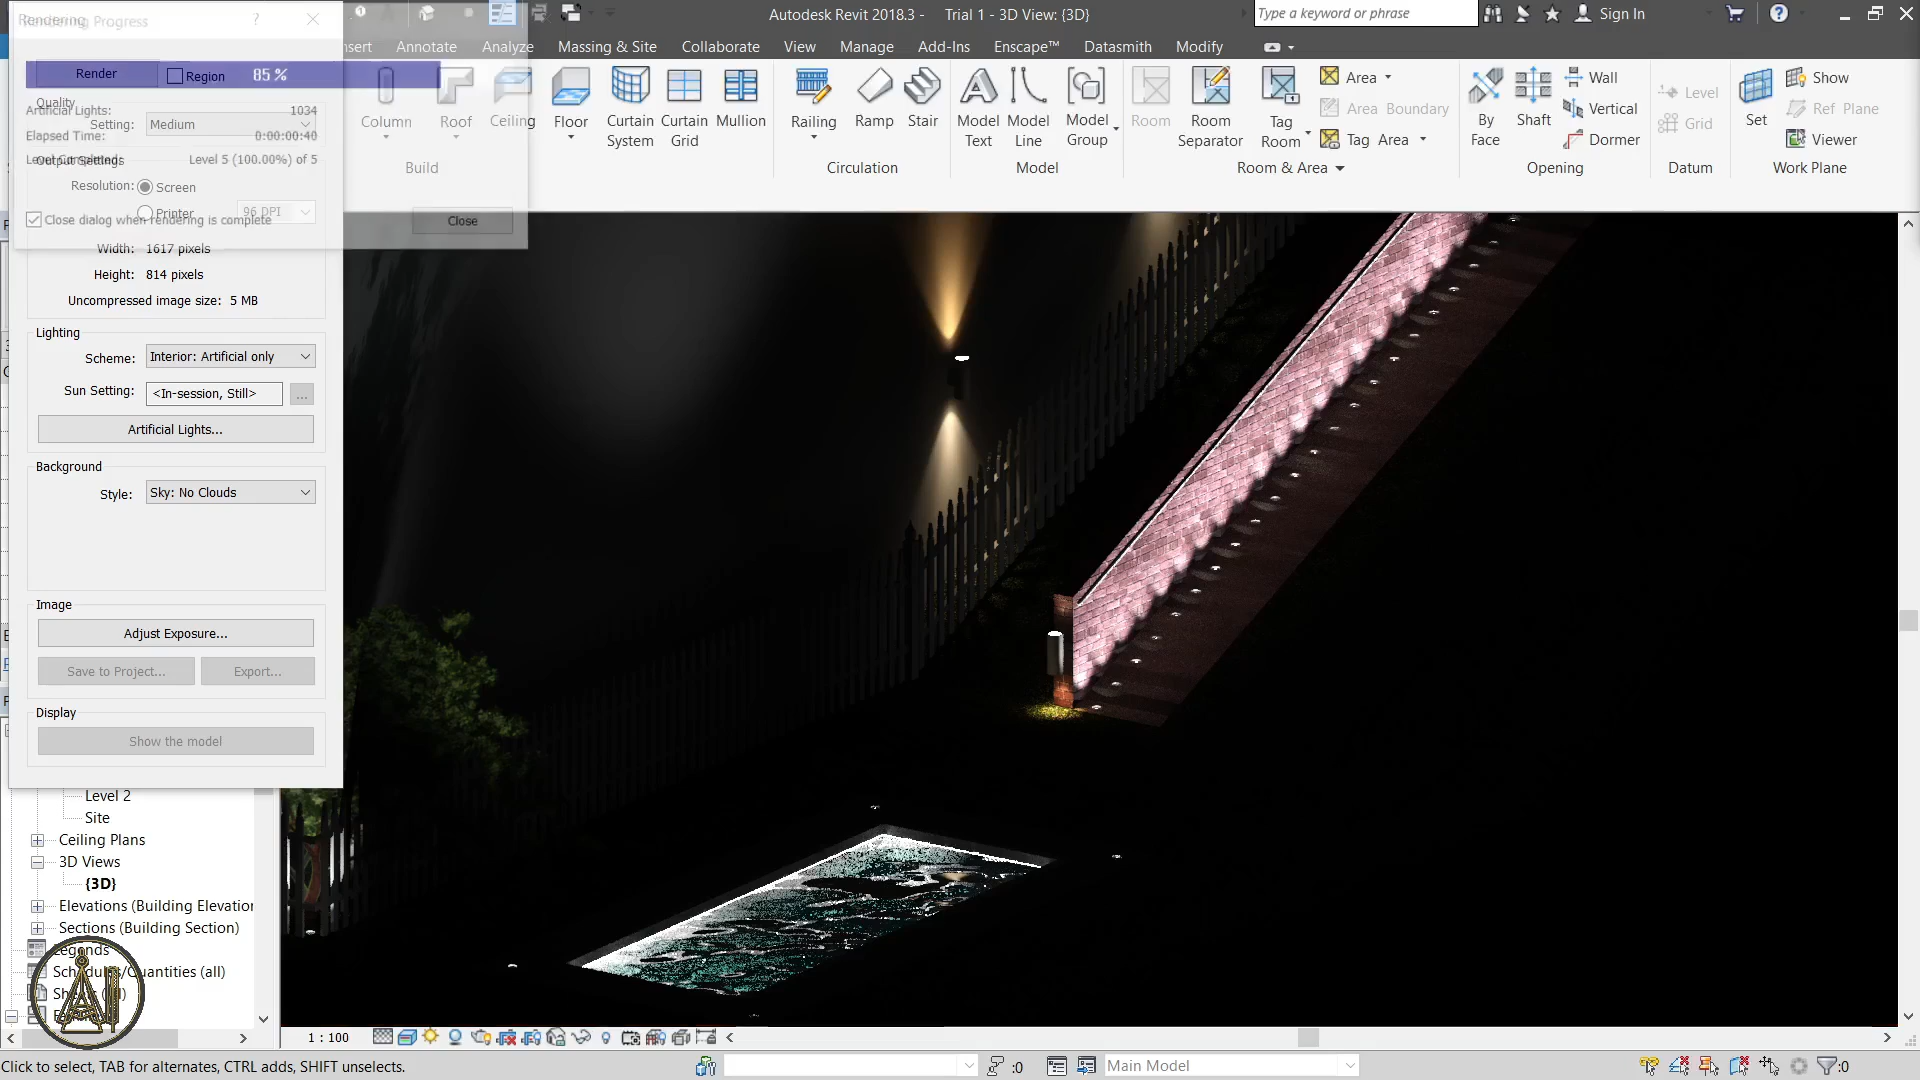 Rendering Progress
Rendering
Autodesk Revit 2018.3 - Trial 1 - 3D View: {3D}
Type a keyword or phrase
Sign In
Annotate Analyze Massing & Site Collaborate View Manage Add-Ins Enscape™ Datasmith Modify
Render Region 85 %
Quality
Artificial Lights: 1034
Setting: Medium
Elapsed Time: 0:00:00:40
Output Settings
Level 5 (100.00%) of 5
Resolution: Screen
Printer 96 DPI
Close dialog when rendering is complete
Close
Width: 1617 pixels
Height: 814 pixels
Uncompressed image size: 5 MB
Lighting
Scheme: Interior: Artificial only
Sun Setting: <In-session, Still> ...
Artificial Lights...
Background
Style: Sky: No Clouds
Image
Adjust Exposure...
Save to Project... Export...
Display
Show the model
Column Roof Ceiling Floor Curtain System Curtain Grid Mullion
Build
Railing Ramp Stair
Circulation
Model Text Model Line Model Group
Model
Room Room Separator Tag Room
Area
Area Boundary
Tag Area
Room & Area
By Face Shaft
Wall
Vertical
Dormer
Opening
Level
Grid
Datum
Set
Show
Ref Plane
Viewer
Work Plane
Level 2
Site
Ceiling Plans
3D Views
{3D}
Elevations (Building Elevation
Sections (Building Section)
Legends
Schedules/Quantities (all)
1 : 100
Click to select, TAB for alternates, CTRL adds, SHIFT unselects.
:0
Main Model
:0